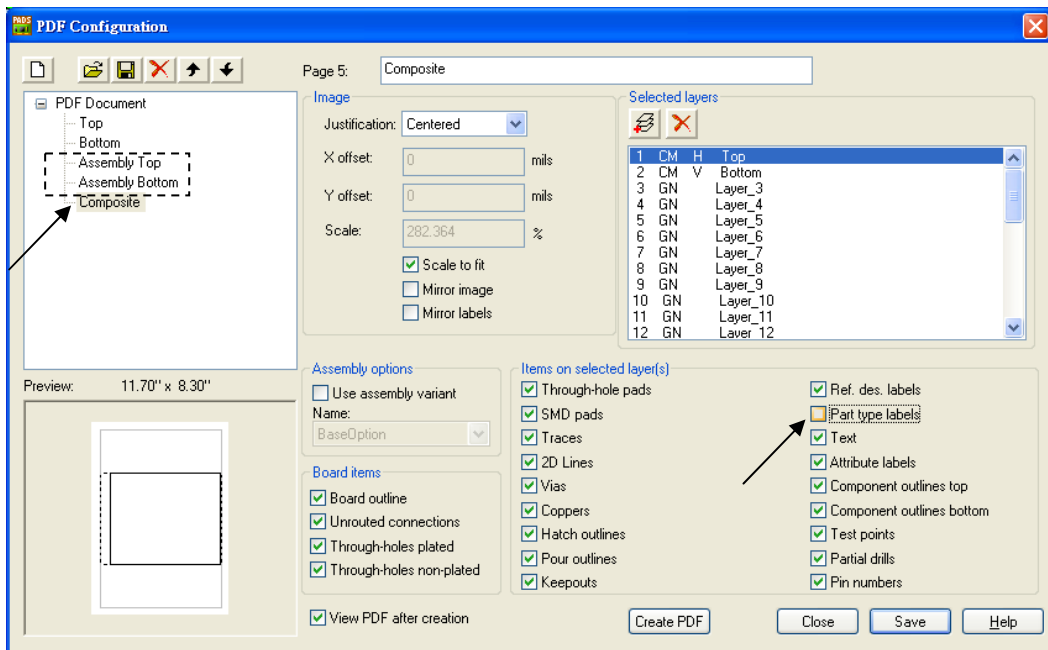 PADS
PDF Configuration
Page 5: Composite
PDF Document
Top
Bottom
Assembly Top
Assembly Bottom
Composite
Image
Justification: Centered
X offset: 0 mils
Y offset: 0 mils
Scale: 282.364 %
Scale to fit
Mirror image
Mirror labels
Selected layers
1 CM H Top
2 CM V Bottom
3 GN Layer_3
4 GN Layer_4
5 GN Layer_5
6 GN Layer_6
7 GN Layer_7
8 GN Layer_8
9 GN Layer_9
10 GN Layer_10
11 GN Layer_11
12 GN Layer_12
Preview: 11.70'' x 8.30''
Assembly options
Use assembly variant
Name:
BaseOption
Board items
Board outline
Unrouted connections
Through-holes plated
Through-holes non-plated
Items on selected layer(s)
Through-hole pads
SMD pads
Traces
2D Lines
Vias
Coppers
Hatch outlines
Pour outlines
Keepouts
Ref. des. labels
Part type labels
Text
Attribute labels
Component outlines top
Component outlines bottom
Test points
Partial drills
Pin numbers
View PDF after creation
Create PDF
Close
Save
Help